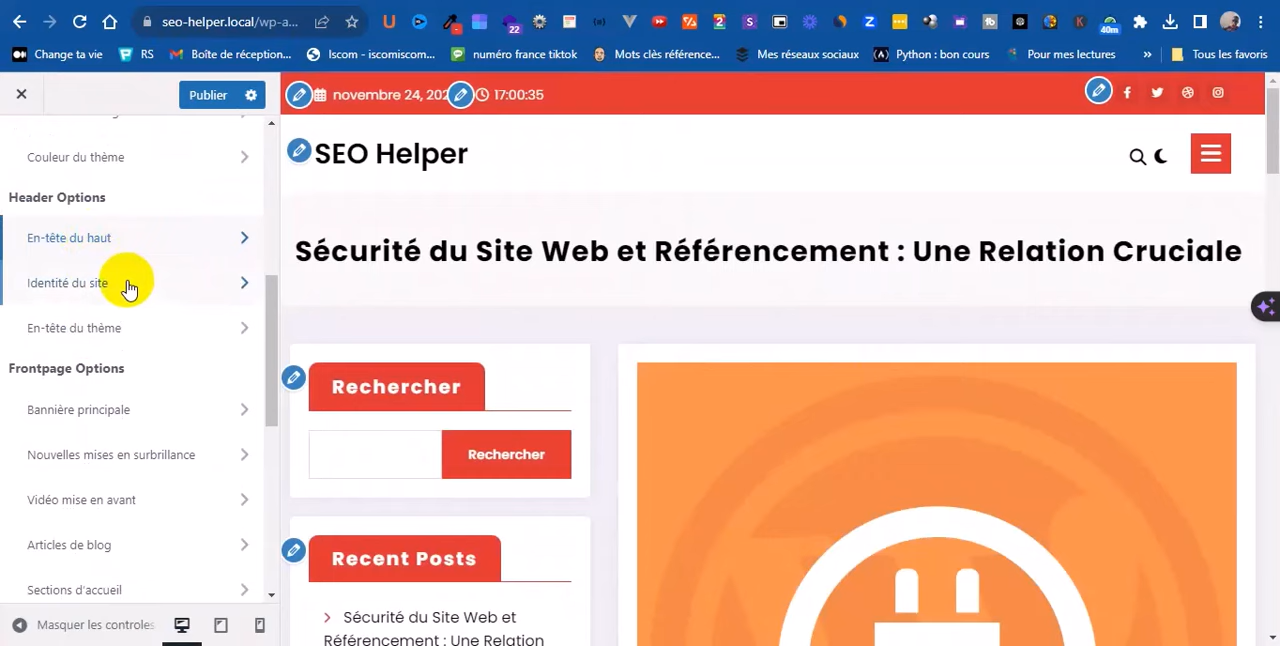 seo-helper.local/wp-a...
22
2
40m
Change ta vie
RS
Boîte de réception...
Iscom — iscomiscom...
numéro france tiktok
Mots clés référence...
Mes réseaux sociaux
Python : bon cours
Pour mes lectures
»
Tous les favoris
Publier
novembre 24, 202
17:00:35
SEO Helper
Couleur du thème
Header Options
En-tête du haut
Identité du site
En-tête du thème
Frontpage Options
Bannière principale
Nouvelles mises en surbrillance
Vidéo mise en avant
Articles de blog
Sections d'accueil
Masquer les controles
Sécurité du Site Web et Référencement : Une Relation Cruciale
Rechercher
Rechercher
Recent Posts
Sécurité du Site Web et
Référencement : Une Relation